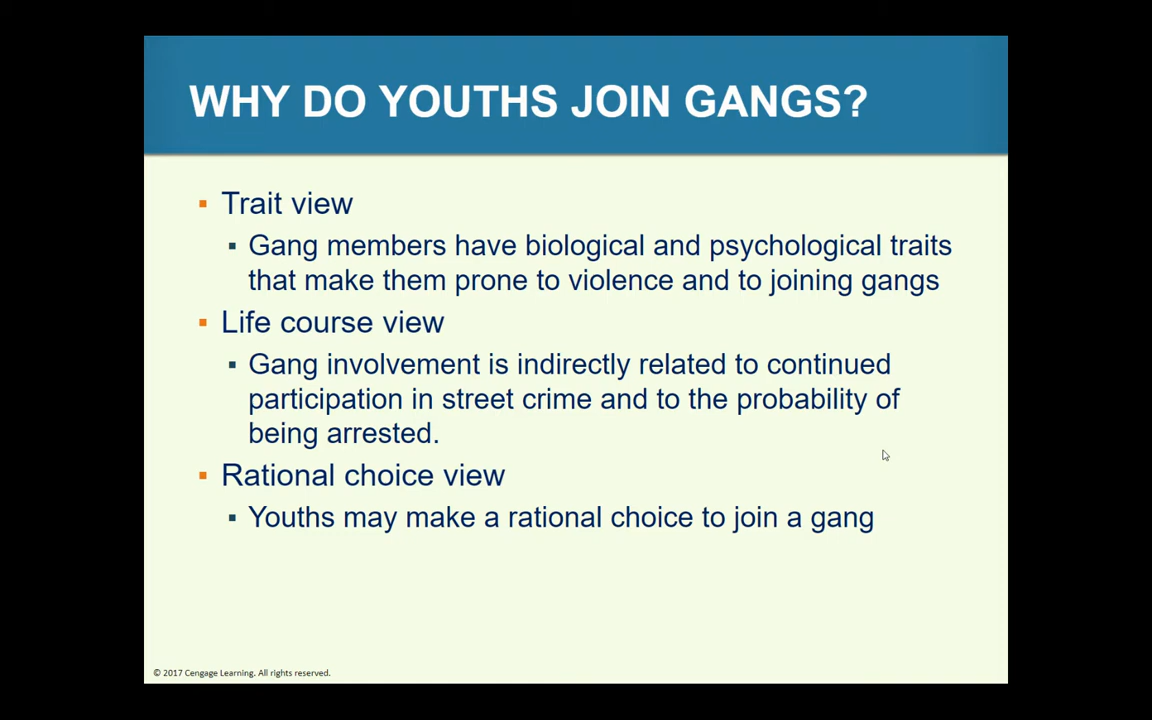 WHY DO YOUTHS JOIN GANGS?
▪ Trait view
▪ Gang members have biological and psychological traits
that make them prone to violence and to joining gangs
▪ Life course view
▪ Gang involvement is indirectly related to continued
participation in street crime and to the probability of
being arrested.
▪ Rational choice view
▪ Youths may make a rational choice to join a gang
© 2017 Cengage Learning. All rights reserved.